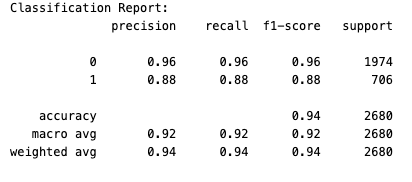 Classification Report:
precision recall f1-score support
0 0.96 0.96 0.96 1974
1 0.88 0.88 0.88 706
accuracy 0.94 2680
macro avg 0.92 0.92 0.92 2680
weighted avg 0.94 0.94 0.94 2680